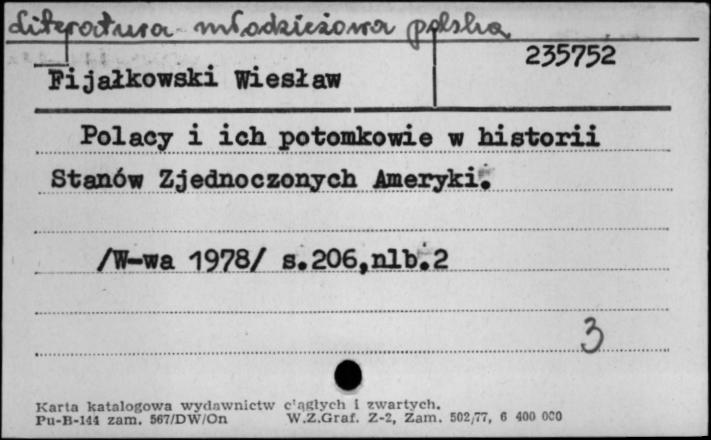 Literatura młodzieżowa polska
235752
Fijałkowski Wiesław
Polacy i ich potomkowie w historii
Stanów Zjednoczonych Ameryki.
/W-wa 1978/ s.206,nlb.2
3
Karta katalogowa wydawnictw ciągłych i zwartych.
Pu-B-144 zam. 567/DW/On W.Z.Graf. Z-2, Zam. 502/77, 6 400 000